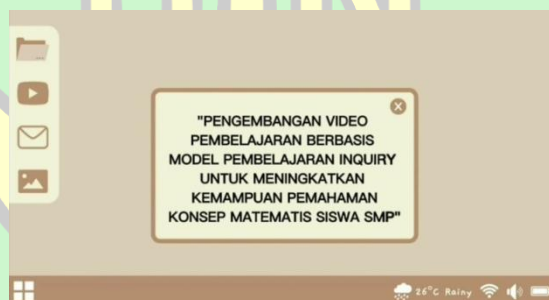 "PENGEMBANGAN VIDEO
PEMBELAJARAN BERBASIS
MODEL PEMBELAJARAN INQUIRY
UNTUK MENINGKATKAN
KEMAMPUAN PEMAHAMAN
KONSEP MATEMATIS SISWA SMP"
26°C Rainy